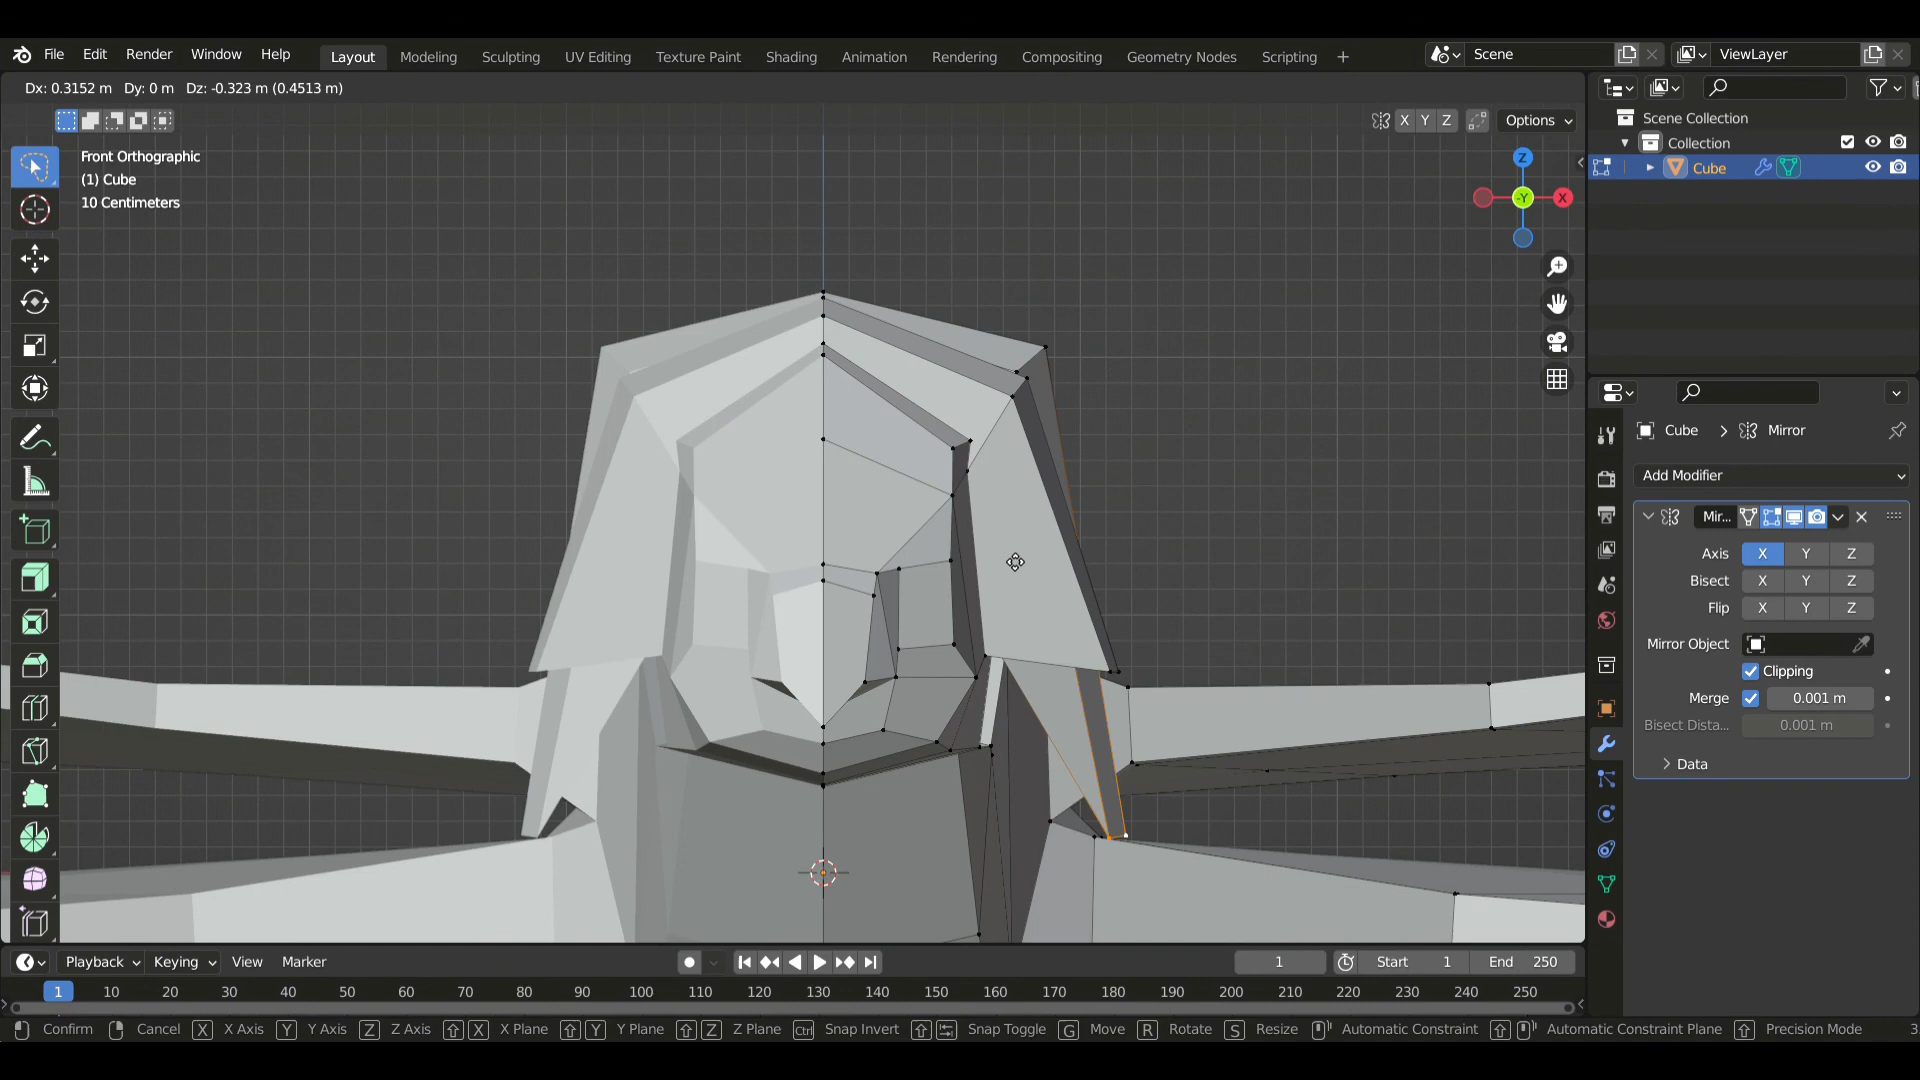 File Edit Render Window Help Layout Modeling Sculpting UV Editing Texture Paint Shading Animation Rendering Compositing Geometry Nodes Scripting + Scene ViewLayer
Dx: 0.3152 m Dy: 0 m Dz: -0.323 m (0.4513 m)
X Y Z Options
Front Orthographic
(1) Cube
10 Centimeters
Z
-Y
X
Scene Collection
Collection
Cube
Cube > Mirror
Add Modifier
Mir...
Axis X Y Z
Bisect X Y Z
Flip X Y Z
Mirror Object
Clipping
Merge 0.001 m
Bisect Dista... 0.001 m
Data
Playback Keying View Marker 1 Start 1 End 250
1 10 20 30 40 50 60 70 80 90 100 110 120 130 140 150 160 170 180 190 200 210 220 230 240 250
Confirm Cancel X X Axis Y Y Axis Z Z Axis X X Plane Y Y Plane Z Z Plane Ctrl Snap Invert Snap Toggle G Move R Rotate S Resize Automatic Constraint Automatic Constraint Plane Precision Mode